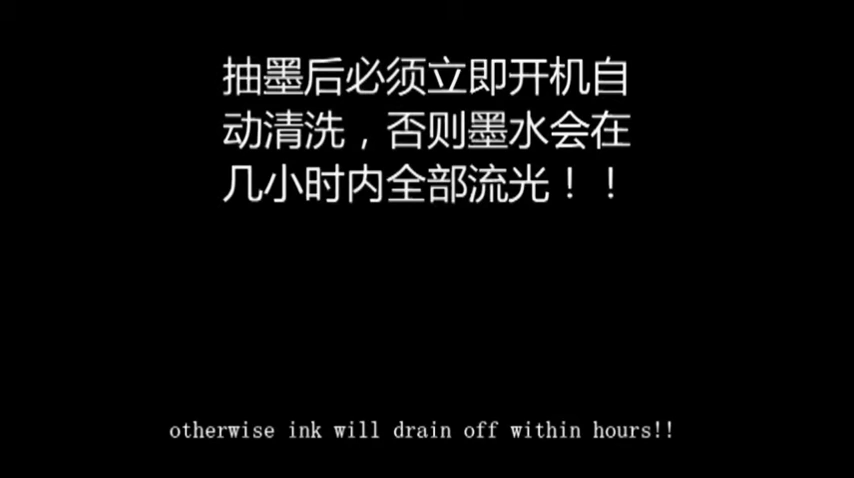 抽墨后必须立即开机自
动清洗，否则墨水会在
几小时内全部流光！！
otherwise ink will drain off within hours!!